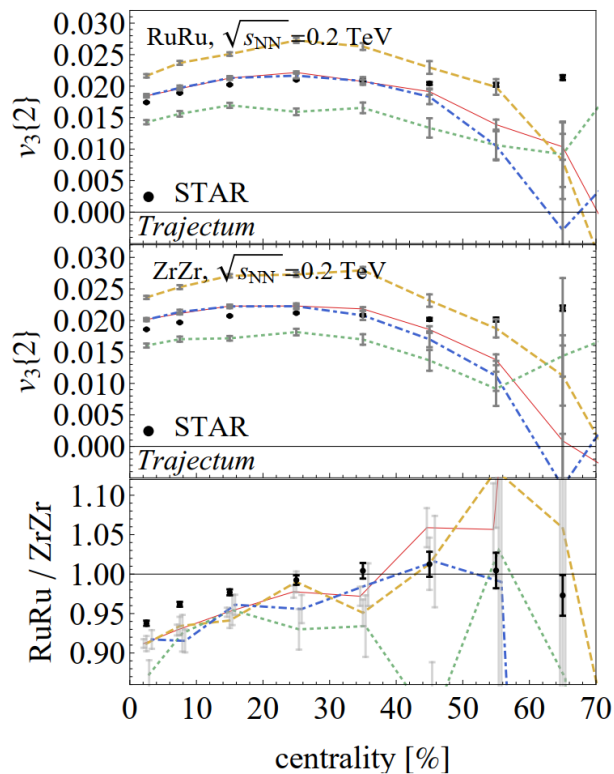 0.030
0.025
0.020
0.015
0.010
0.005
0.000
v₃{2}
RuRu, √s_NN =0.2 TeV
STAR
Trajectum
0.030
0.025
0.020
0.015
0.010
0.005
0.000
v₃{2}
ZrZr, √s_NN =0.2 TeV
STAR
Trajectum
1.10
1.05
1.00
0.95
0.90
RuRu / ZrZr
0 10 20 30 40 50 60 70
centrality [%]